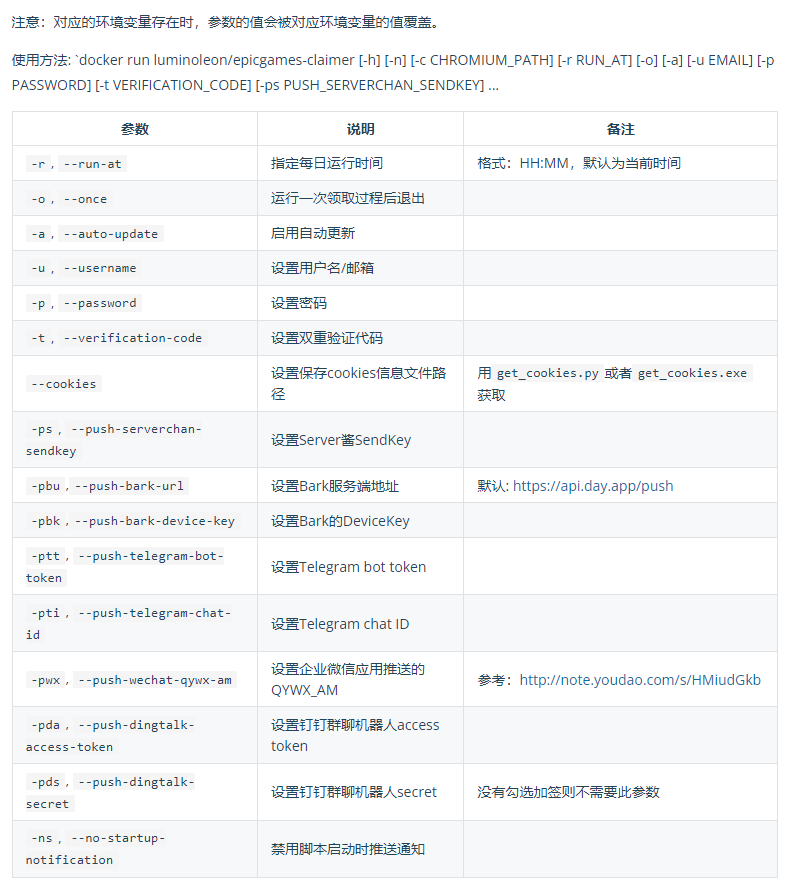 注意：对应的环境变量存在时，参数的值会被对应环境变量的值覆盖。
使用方法: `docker run luminoleon/epicgames-claimer [-h] [-n] [-c CHROMIUM_PATH] [-r RUN_AT] [-o] [-a] [-u EMAIL] [-p
PASSWORD] [-t VERIFICATION_CODE] [-ps PUSH_SERVERCHAN_SENDKEY] ...
参数 说明 备注
-r , --run-at 指定每日运行时间 格式：HH:MM，默认为当前时间
-o , --once 运行一次领取过程后退出
-a , --auto-update 启用自动更新
-u , --username 设置用户名/邮箱
-p , --password 设置密码
-t , --verification-code 设置双重验证代码
--cookies 设置保存cookies信息文件路
径 用 get_cookies.py 或者 get_cookies.exe
获取
-ps , --push-serverchan-
sendkey 设置Server酱SendKey
-pbu , --push-bark-url 设置Bark服务端地址 默认: https://api.day.app/push
-pbk , --push-bark-device-key 设置Bark的DeviceKey
-ptt , --push-telegram-bot-
token 设置Telegram bot token
-pti , --push-telegram-chat-
id 设置Telegram chat ID
-pwx , --push-wechat-qywx-am 设置企业微信应用推送的
QYWX_AM 参考：http://note.youdao.com/s/HMiudGkb
-pda , --push-dingtalk-
access-token 设置钉钉群聊机器人access
token
-pds , --push-dingtalk-
secret 设置钉钉群聊机器人secret 没有勾选加签则不需要此参数
-ns , --no-startup-
notification 禁用脚本启动时推送通知